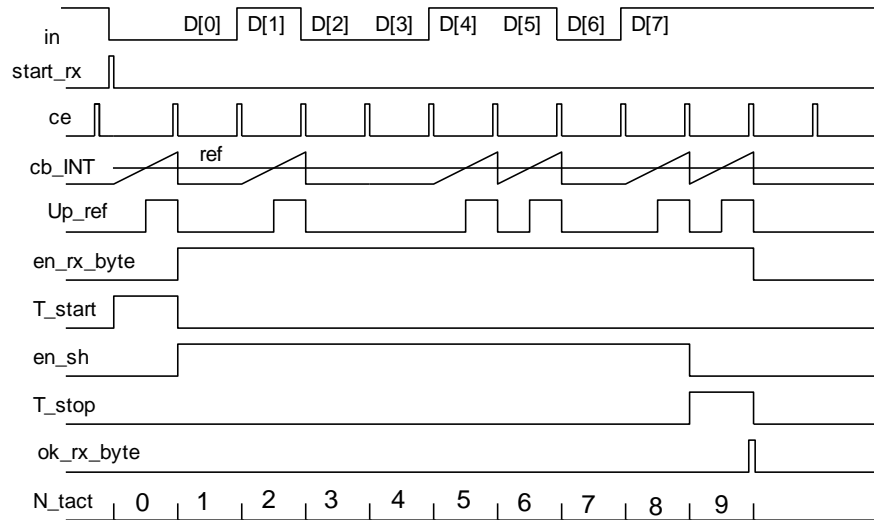 in D[0] D[1] D[2] D[3] D[4] D[5] D[6] D[7]
start_rx
ce
cb_INT ref
Up_ref
en_rx_byte
T_start
en_sh
T_stop
ok_rx_byte
N_tact 0 1 2 3 4 5 6 7 8 9